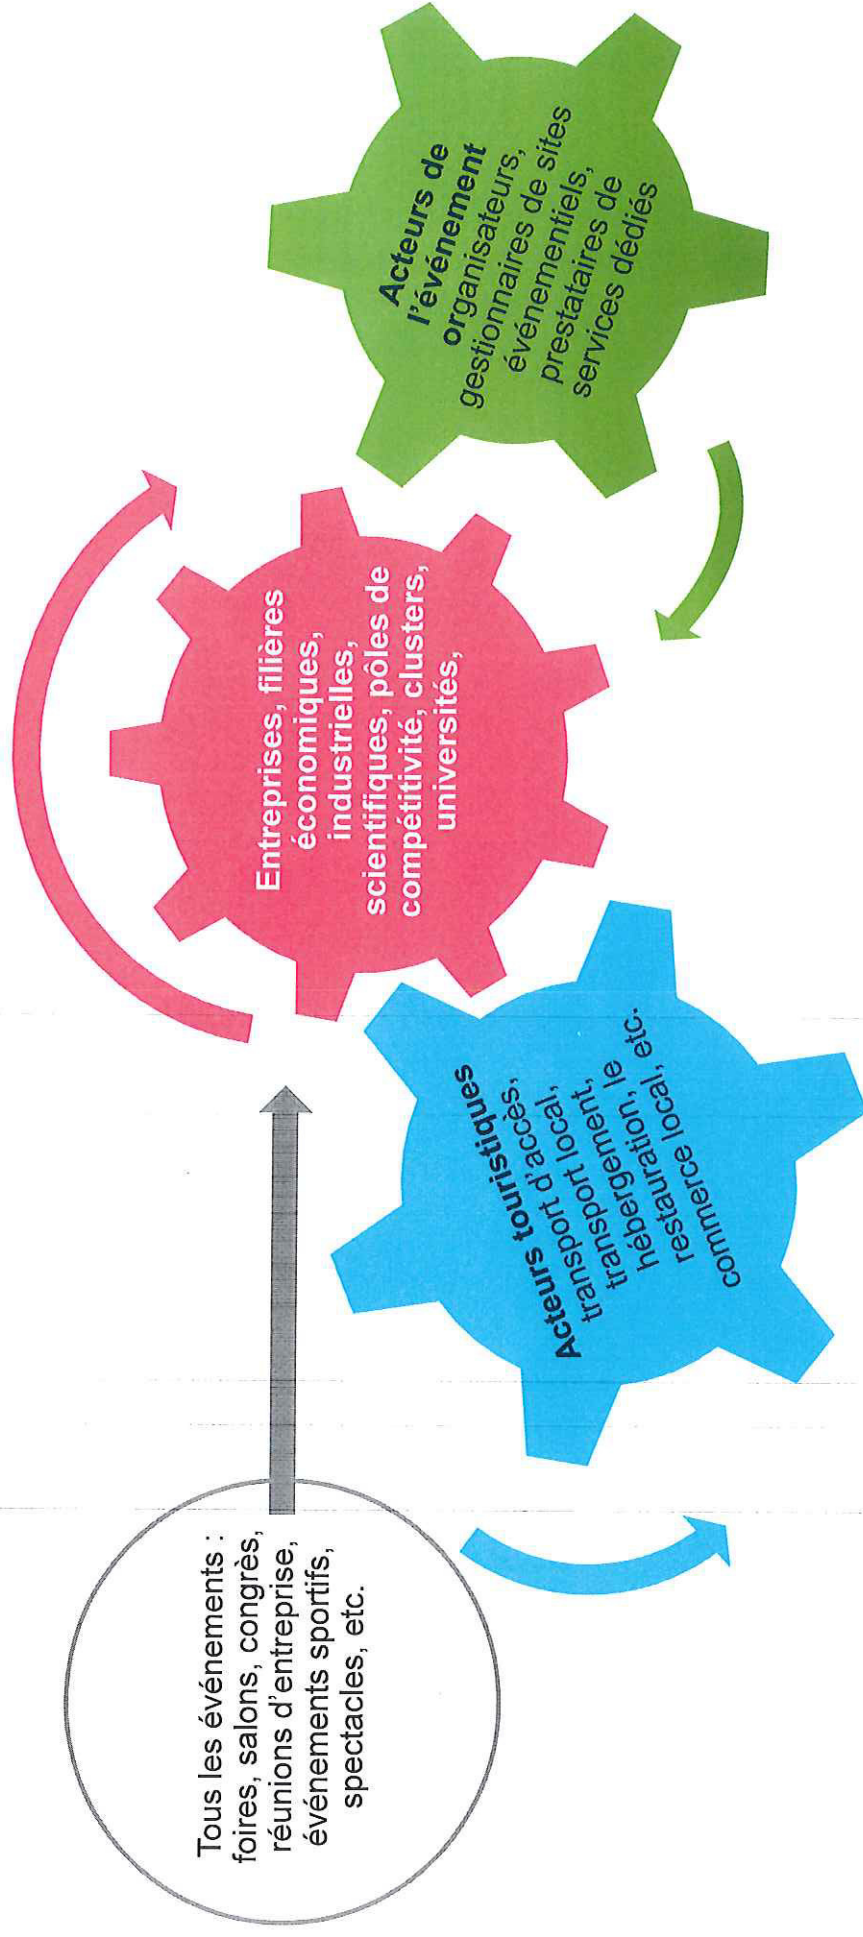 Tous les événements :
foires, salons, congrès,
réunions d'entreprise,
événements sportifs,
spectacles, etc.
Acteurs touristiques
transport d'accès,
transport local,
hébergement,
restauration, le
commerce local, etc.
Entreprises, filières
économiques,
industrielles,
scientifiques, pôles de
compétitivité, clusters,
universités,
Acteurs de
l'événement
organisateurs,
gestionnaires de sites
événementiels,
prestataires de
services dédiés